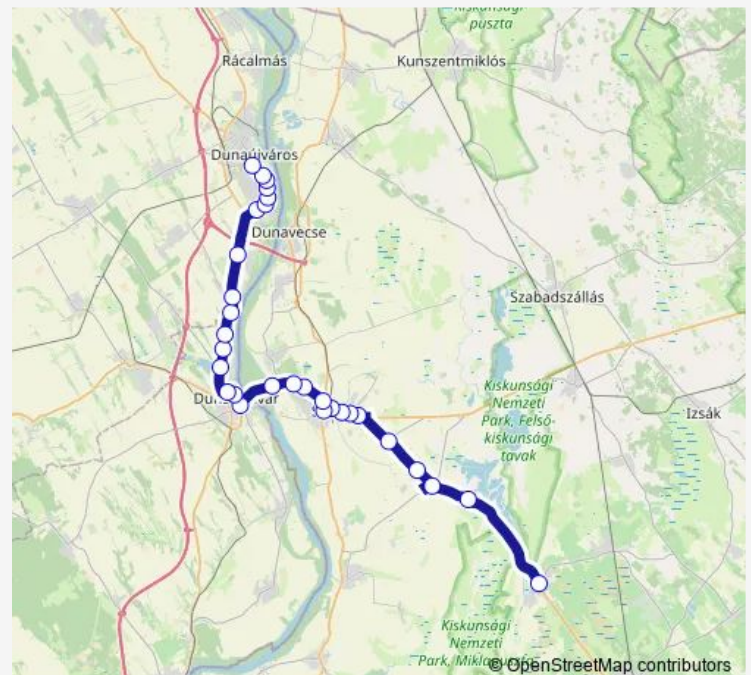 Kiskunsági
puszta
Rácalmás
Kunszentmiklós
Dunaújváros
Dunavecse
Szabadszállás
Kiskunsági
Nemzeti
Park, Felső-
kiskunsági
tavak
Izsák
Kiskunsági
Nemzeti
© OpenStreetMap contributors